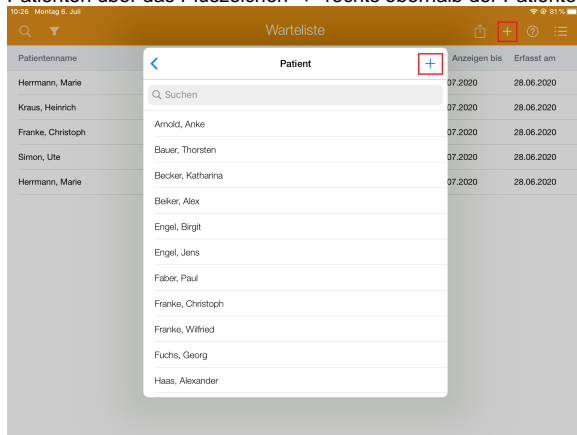 Patienten über das Pluszeichen "+" rechts oberhalb der Patiente
10:26 Montag 6. Juli 81 %
Warteliste
Patientenname Anzeigen bis Erfasst am
Patient
Suchen
Herrmann, Marie 07.2020 28.06.2020
Kraus, Heinrich 07.2020 28.06.2020
Franke, Christoph 07.2020 28.06.2020
Simon, Ute 07.2020 28.06.2020
Herrmann, Marie 07.2020 28.06.2020
Arnold, Anke
Bauer, Thorsten
Becker, Katharina
Beiker, Alex
Engel, Birgit
Engel, Jens
Faber, Paul
Franke, Christoph
Franke, Wilfried
Fuchs, Georg
Haas, Alexander